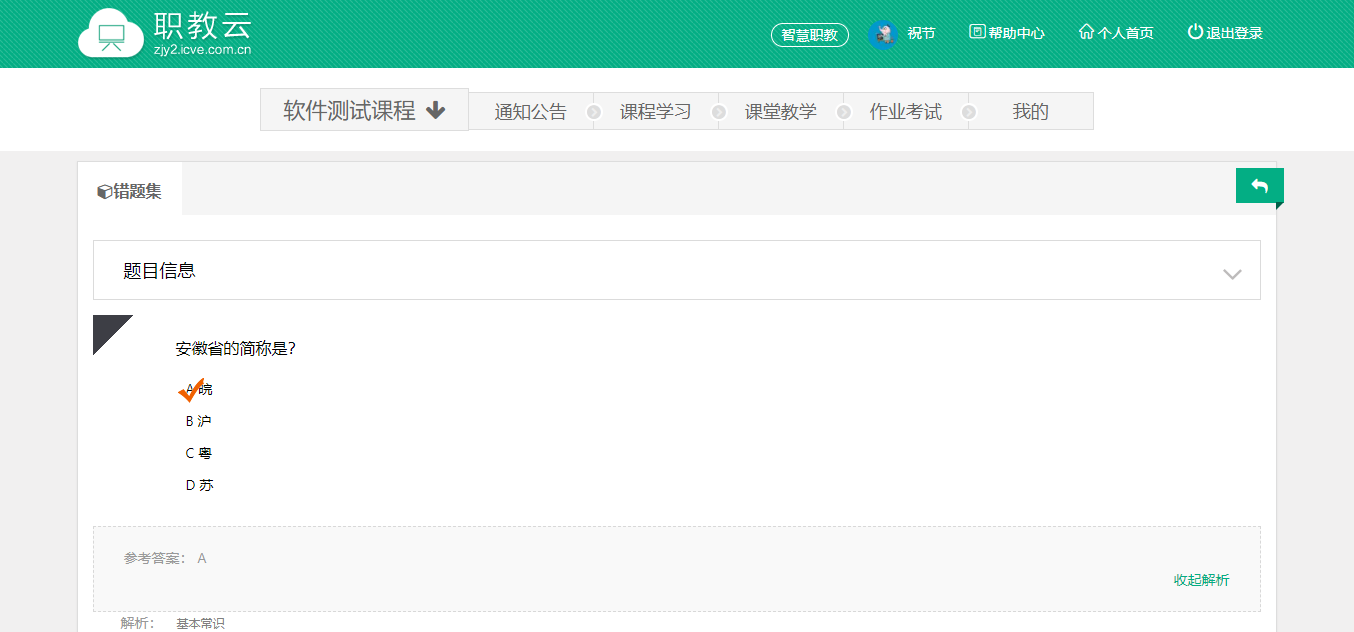 职教云
zjy2.icve.com.cn
智慧职教 祝节 帮助中心 个人首页 退出登录
软件测试课程 通知公告 课程学习 课堂教学 作业考试 我的
错题集
题目信息
安徽省的简称是？
A 皖
B 沪
C 粤
D 苏
参考答案： A
收起解析
解析： 基本常识